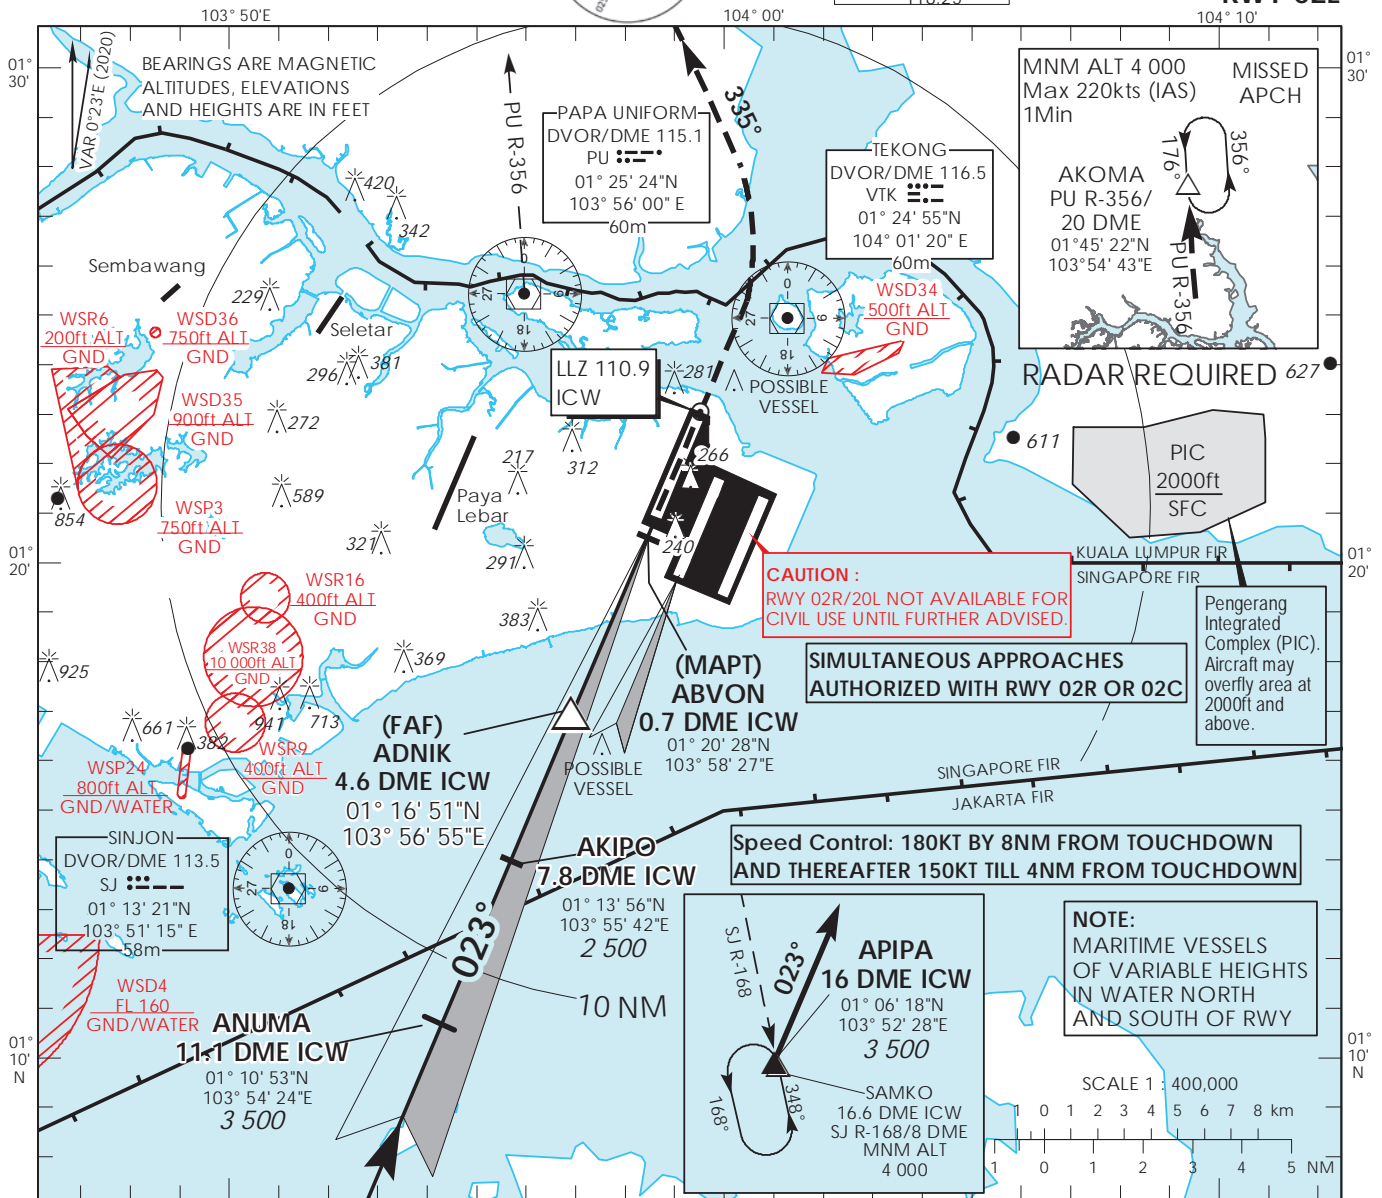 103° 50'E
104° 00'
104° 10'
01°
30'
BEARINGS ARE MAGNETIC
ALTITUDES, ELEVATIONS
AND HEIGHTS ARE IN FEET
VAR 0°23'E (2020)
PU R-356
PAPA UNIFORM
DVOR/DME 115.1
PU
01° 25' 24"N
103° 56' 00" E
60m
335°
TEKONG
DVOR/DME 116.5
VTK
01° 24' 55"N
104° 01' 20" E
60m
MNM ALT 4 000
Max 220kts (IAS)
1Min
MISSED
APCH
176°
356°
AKOMA
PU R-356/
20 DME
01°45' 22"N
103°54' 43"E
PU R-356
01°
30'
420
342
Sembawang
229
Seletar
WSR6
200ft ALT
GND
WSD36
750ft ALT
GND
0
9
18
27
0
9
18
27
WSD34
500ft ALT
GND
296
381
LLZ 110.9
ICW
281
POSSIBLE
VESSEL
RADAR REQUIRED
627
WSD35
900ft ALT
GND
272
312
217
266
611
PIC
2000ft
SFC
854
589
Paya
Lebar
WSP3
750ft ALT
GND
321
291
240
KUALA LUMPUR FIR
SINGAPORE FIR
01°
20'
01°
20'
CAUTION :
RWY 02R/20L NOT AVAILABLE FOR
CIVIL USE UNTIL FURTHER ADVISED.
WSR16
400ft ALT
GND
383
Pengerang
Integrated
Complex (PIC).
Aircraft may
overfly area at
2000ft and
above.
WSR38
10 000ft ALT
GND
925
369
(MAPT)
ABVON
0.7 DME ICW
01° 20' 28"N
103° 58' 27"E
SIMULTANEOUS APPROACHES
AUTHORIZED WITH RWY 02R OR 02C
941
713
661
382
WSR9
400ft ALT
GND
(FAF)
ADNIK
4.6 DME ICW
01° 16' 51"N
103° 56' 55"E
POSSIBLE
VESSEL
WSP24
800ft ALT
GND/WATER
SINGAPORE FIR
JAKARTA FIR
SINJON
DVOR/DME 113.5
SJ
01° 13' 21"N
103° 51' 15" E
58m
0
9
18
27
AKIPO
7.8 DME ICW
01° 13' 56"N
103° 55' 42"E
2 500
Speed Control: 180KT BY 8NM FROM TOUCHDOWN
AND THEREAFTER 150KT TILL 4NM FROM TOUCHDOWN
023°
SJ R-168
023°
APIPA
16 DME ICW
01° 06' 18"N
103° 52' 28"E
3 500
NOTE:
MARITIME VESSELS
OF VARIABLE HEIGHTS
IN WATER NORTH
AND SOUTH OF RWY
WSD4
FL 160
GND/WATER
10 NM
ANUMA
11.1 DME ICW
01° 10' 53"N
103° 54' 24"E
3 500
01°
10'
N
01°
10'
N
168°
348°
SAMKO
16.6 DME ICW
SJ R-168/8 DME
MNM ALT
4 000
SCALE 1 : 400,000
1 0 1 2 3 4 5 6 7 8 km
1 0 1 2 3 4 5 NM